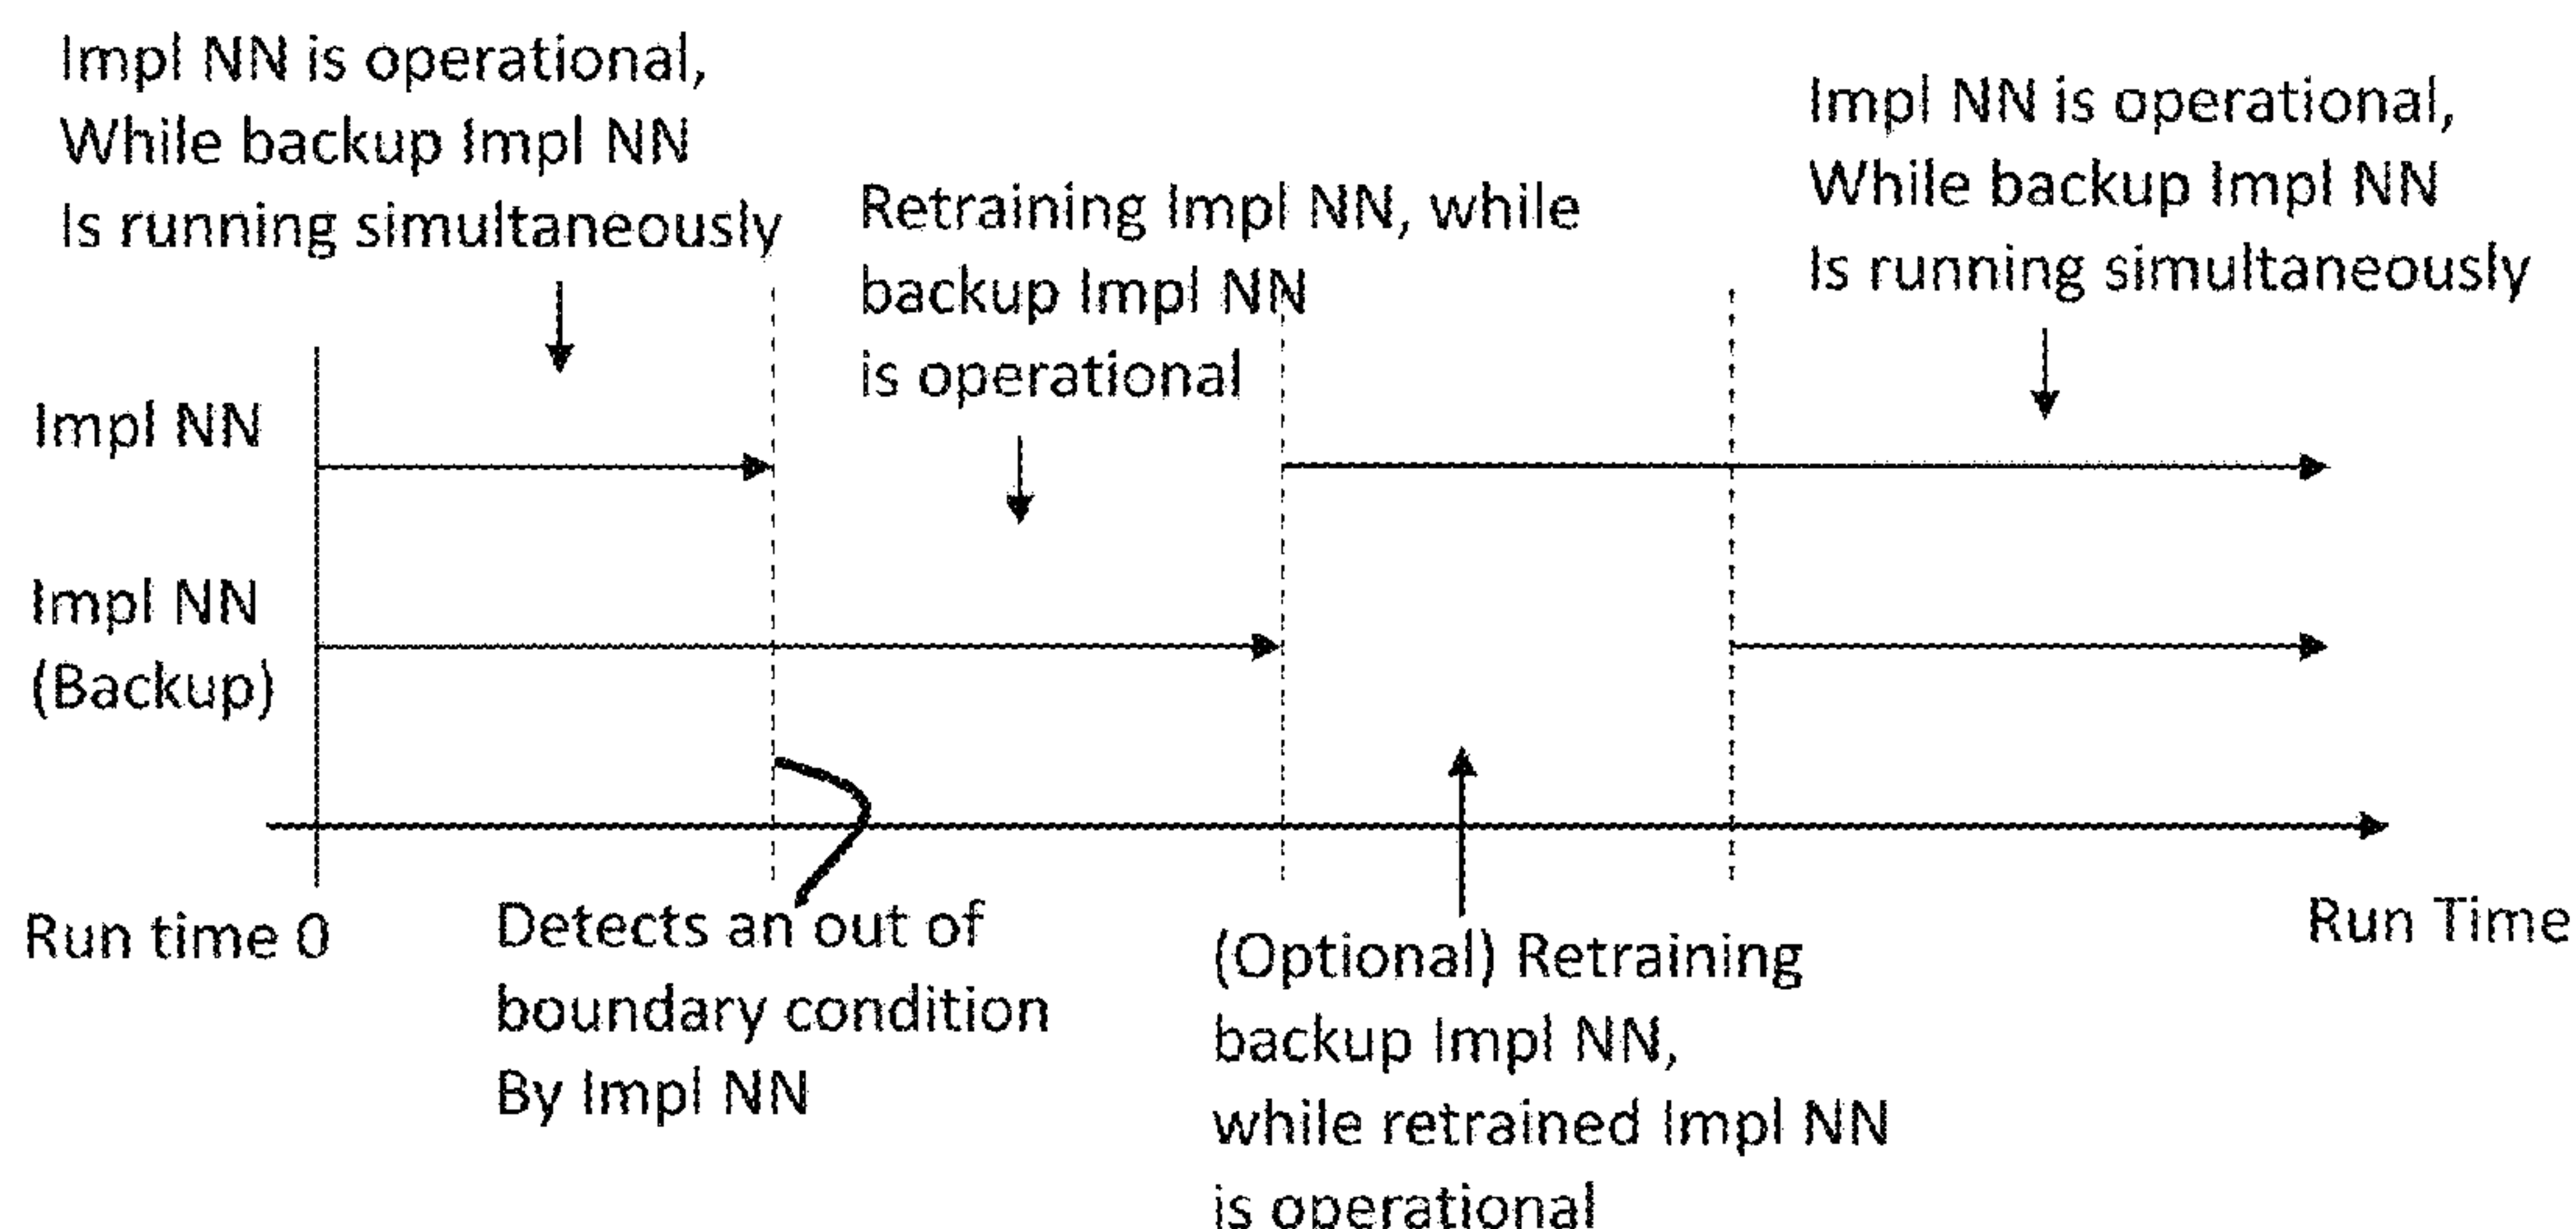 Impl NN is operational,
While backup Impl NN
Is running simultaneously
Retraining Impl NN, while
backup Impl NN
is operational
Impl NN is operational,
While backup Impl NN
Is running simultaneously
Impl NN
Impl NN
(Backup)
Run time 0
Detects an out of
boundary condition
By Impl NN
(Optional) Retraining
backup Impl NN,
while retrained Impl NN
is operational
Run Time